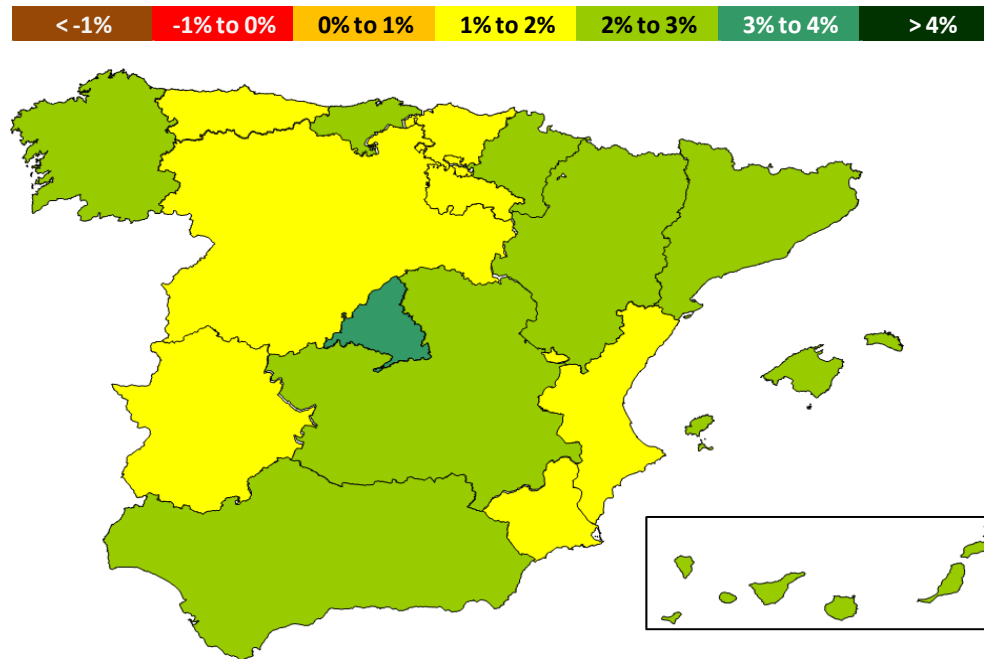 < -1% -1% to 0% 0% to 1% 1% to 2% 2% to 3% 3% to 4% > 4%